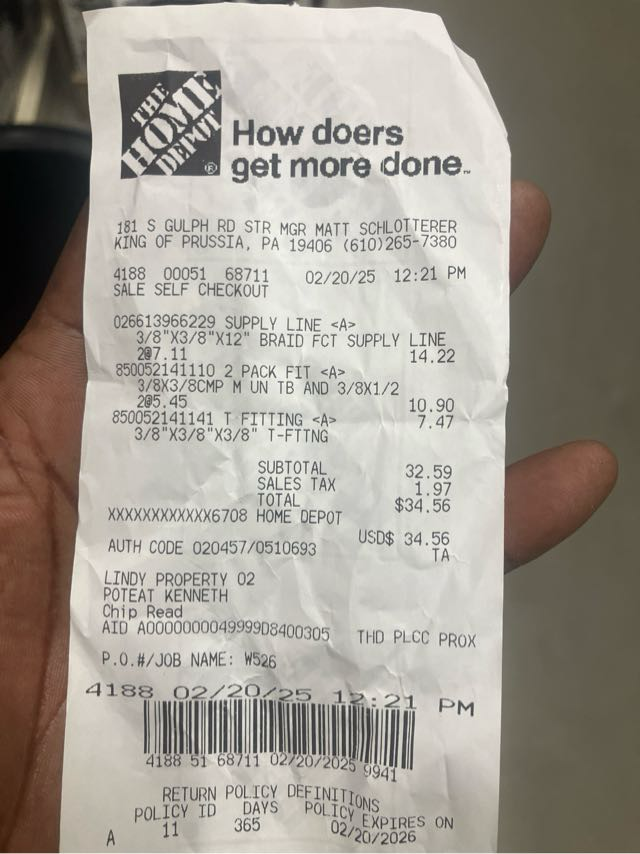 THE
HOME
DEPOT
®
How doers
get more done™
181 S GULPH RD STR MGR MATT SCHLOTTERER
KING OF PRUSSIA, PA 19406 (610)265-7380
4188 00051 68711 02/20/25 12:21 PM
SALE SELF CHECKOUT
026613966229 SUPPLY LINE <A>
3/8"X3/8"X12" BRAID FCT SUPPLY LINE
2@7.11 14.22
850052141110 2 PACK FIT <A>
3/8X3/8CMP M UN TB AND 3/8X1/2
2@5.45 10.90
850052141141 T FITTING <A> 7.47
3/8"X3/8"X3/8" T-FTTNG
SUBTOTAL 32.59
SALES TAX 1.97
TOTAL $34.56
XXXXXXXXXXXX6708 HOME DEPOT
USD$ 34.56
AUTH CODE 020457/0510693 TA
LINDY PROPERTY 02
POTEAT KENNETH
Chip Read
AID A0000000049999D8400305 THD PLCC PROX
P.O.#/JOB NAME: W526
4188 02/20/25 12:21 PM
4188 51 68711 02/20/2025 9941
RETURN POLICY DEFINITIONS
POLICY ID DAYS POLICY EXPIRES ON
A 11 365 02/20/2026